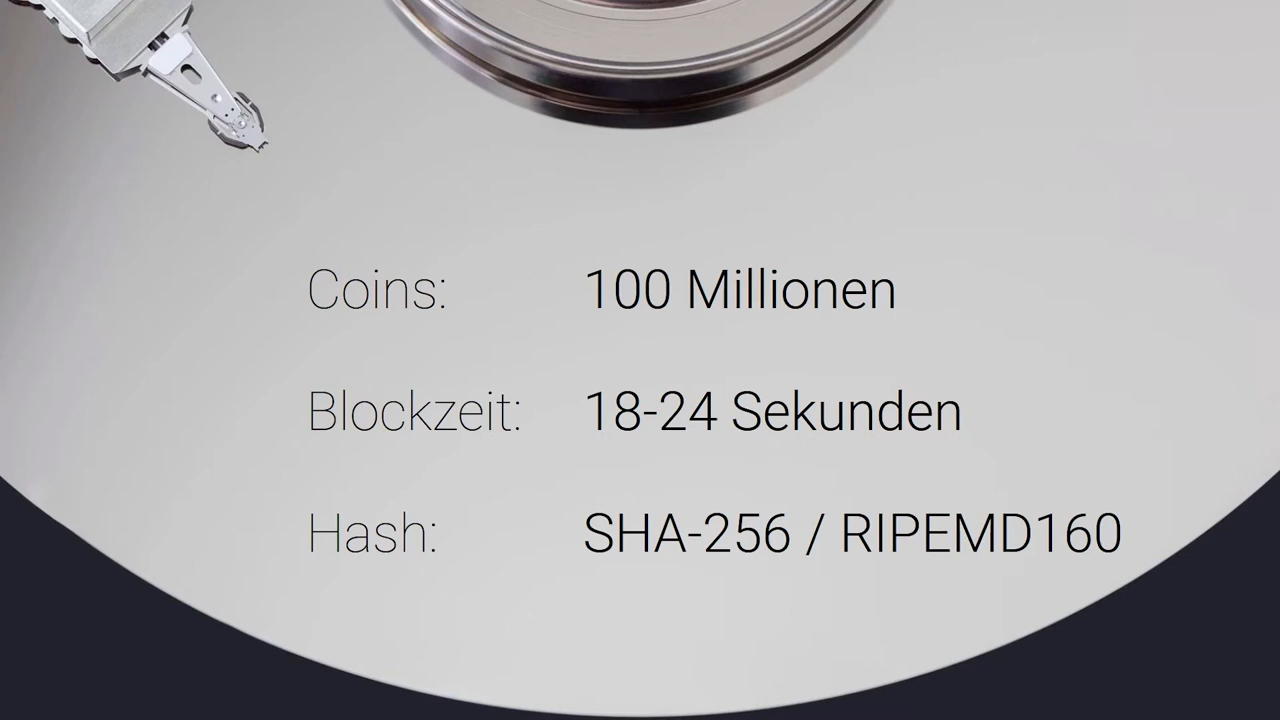 Coins: 100 Millionen
Blockzeit: 18-24 Sekunden
Hash: SHA-256 / RIPEMD160